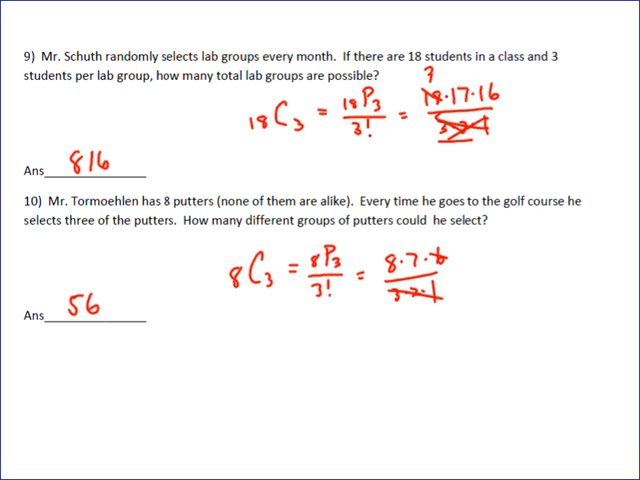 9) Mr. Schuth randomly selects lab groups every month. If there are 18 students in a class and 3
students per lab group, how many total lab groups are possible?
3
18C3 = 18P3/3! = 18·17·16/3·2·1
Ans 816
10) Mr. Tormoehlen has 8 putters (none of them are alike). Every time he goes to the golf course he
selects three of the putters. How many different groups of putters could he select?
8C3 = 8P3/3! = 8·7·6/3·2·1
Ans 56